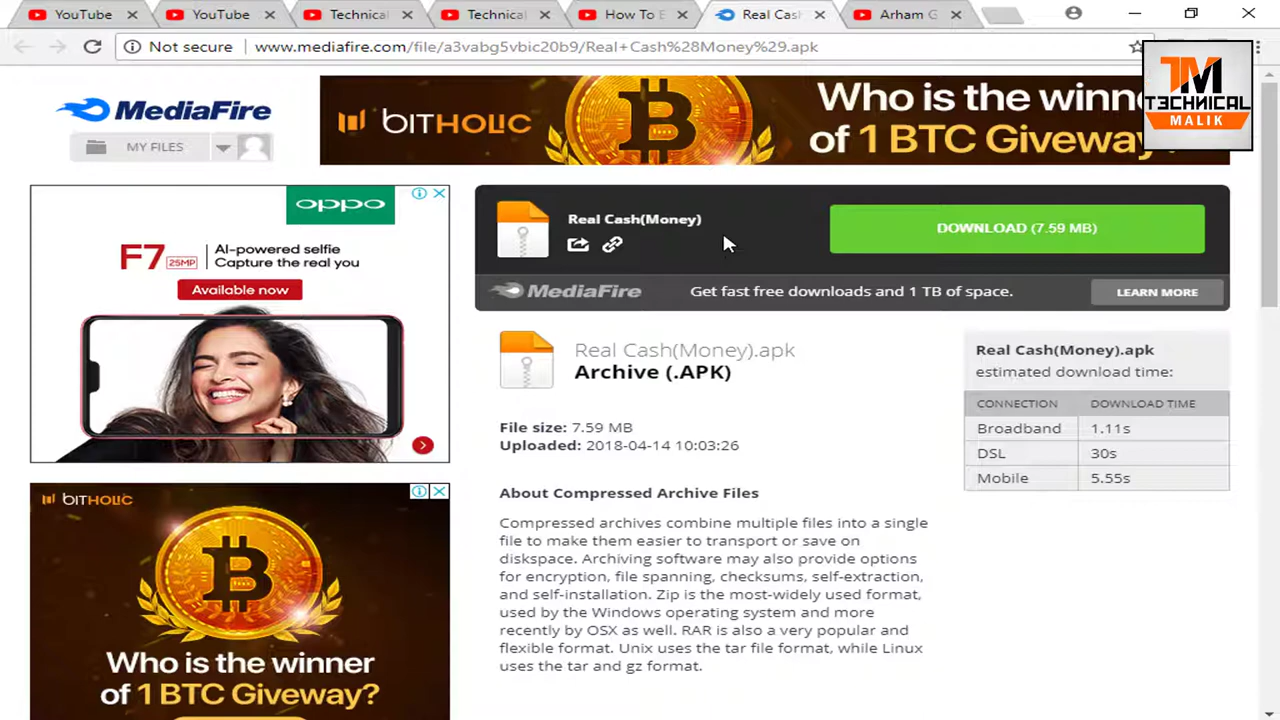 YouTube
YouTube
Technical
Technical
How To E
Real Cas
Arham G
Not secure
www.mediafire.com/file/a3vabg5vbic20b9/Real+Cash%28Money%29.apk
TM
TECHNICAL
MALIK
MediaFire
MY FILES
BITHOLIC
Who is the winne
of 1 BTC Giveway?
oppo
F7 25MP
AI-powered selfie
Capture the real you
Available now
Real Cash(Money)
DOWNLOAD (7.59 MB)
MediaFire
Get fast free downloads and 1 TB of space.
LEARN MORE
Real Cash(Money).apk
Archive (.APK)
File size: 7.59 MB
Uploaded: 2018-04-14 10:03:26
Real Cash(Money).apk
estimated download time:
CONNECTION DOWNLOAD TIME
Broadband 1.11s
DSL 30s
Mobile 5.55s
About Compressed Archive Files
Compressed archives combine multiple files into a single
file to make them easier to transport or save on
diskspace. Archiving software may also provide options
for encryption, file spanning, checksums, self-extraction,
and self-installation. Zip is the most-widely used format,
used by the Windows operating system and more
recently by OSX as well. RAR is also a very popular and
flexible format. Unix uses the tar file format, while Linux
uses the tar and gz format.
BITHOLIC
Who is the winner
of 1 BTC Giveway?